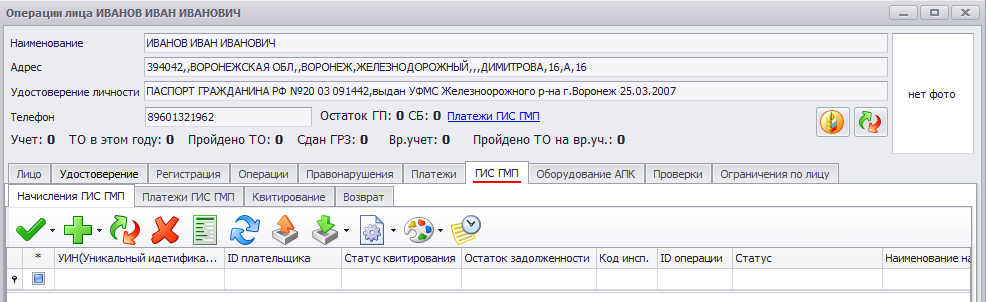 Операции лица ИВАНОВ ИВАН ИВАНОВИЧ
Наименование ИВАНОВ ИВАН ИВАНОВИЧ
Адрес 394042,,ВОРОНЕЖСКАЯ ОБЛ,,ВОРОНЕЖ,ЖЕЛЕЗНОДОРОЖНЫЙ,,,ДИМИТРОВА,16,А,16
Удостоверение личности ПАСПОРТ ГРАЖДАНИНА РФ №20 03 091442,выдан УФМС Железноорожного р-на г.Воронеж 25.03.2007
нет фото
Телефон 89601321962 Остаток ГП: 0 СБ: 0 Платежи ГИС ГМП
Учет: 0 ТО в этом году: 0 Пройдено ТО: 0 Сдан ГРЗ: 0 Вр.учет: 0 Пройдено ТО на вр.уч.: 0
Лицо Удостоверение Регистрация Операции Правонарушения Платежи ГИС ГМП Оборудование АПК Проверки Ограничения по лицу
Начисления ГИС ГМП Платежи ГИС ГМП Квитирование Возврат
* УИН(Уникальный идетифика... ID плательщика Статус квитирования Остаток задолженности Код инсп. ID операции Статус Наименование на